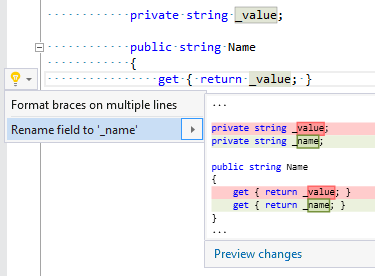 private string _value;
public string Name
{
get { return _value; }
Format braces on multiple lines
Rename field to '_name'
...
private string _value;
private string _name;
public string Name
{
get { return _value; }
get { return _name; }
}
...
Preview changes